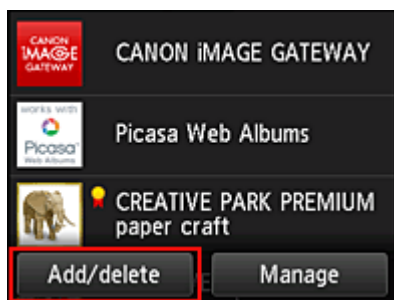 CANON
iMAGE
GATEWAY
CANON iMAGE GATEWAY
works with
Picasa
Web Albums
Picasa Web Albums
CREATIVE PARK PREMIUM
paper craft
Add/delete
Manage